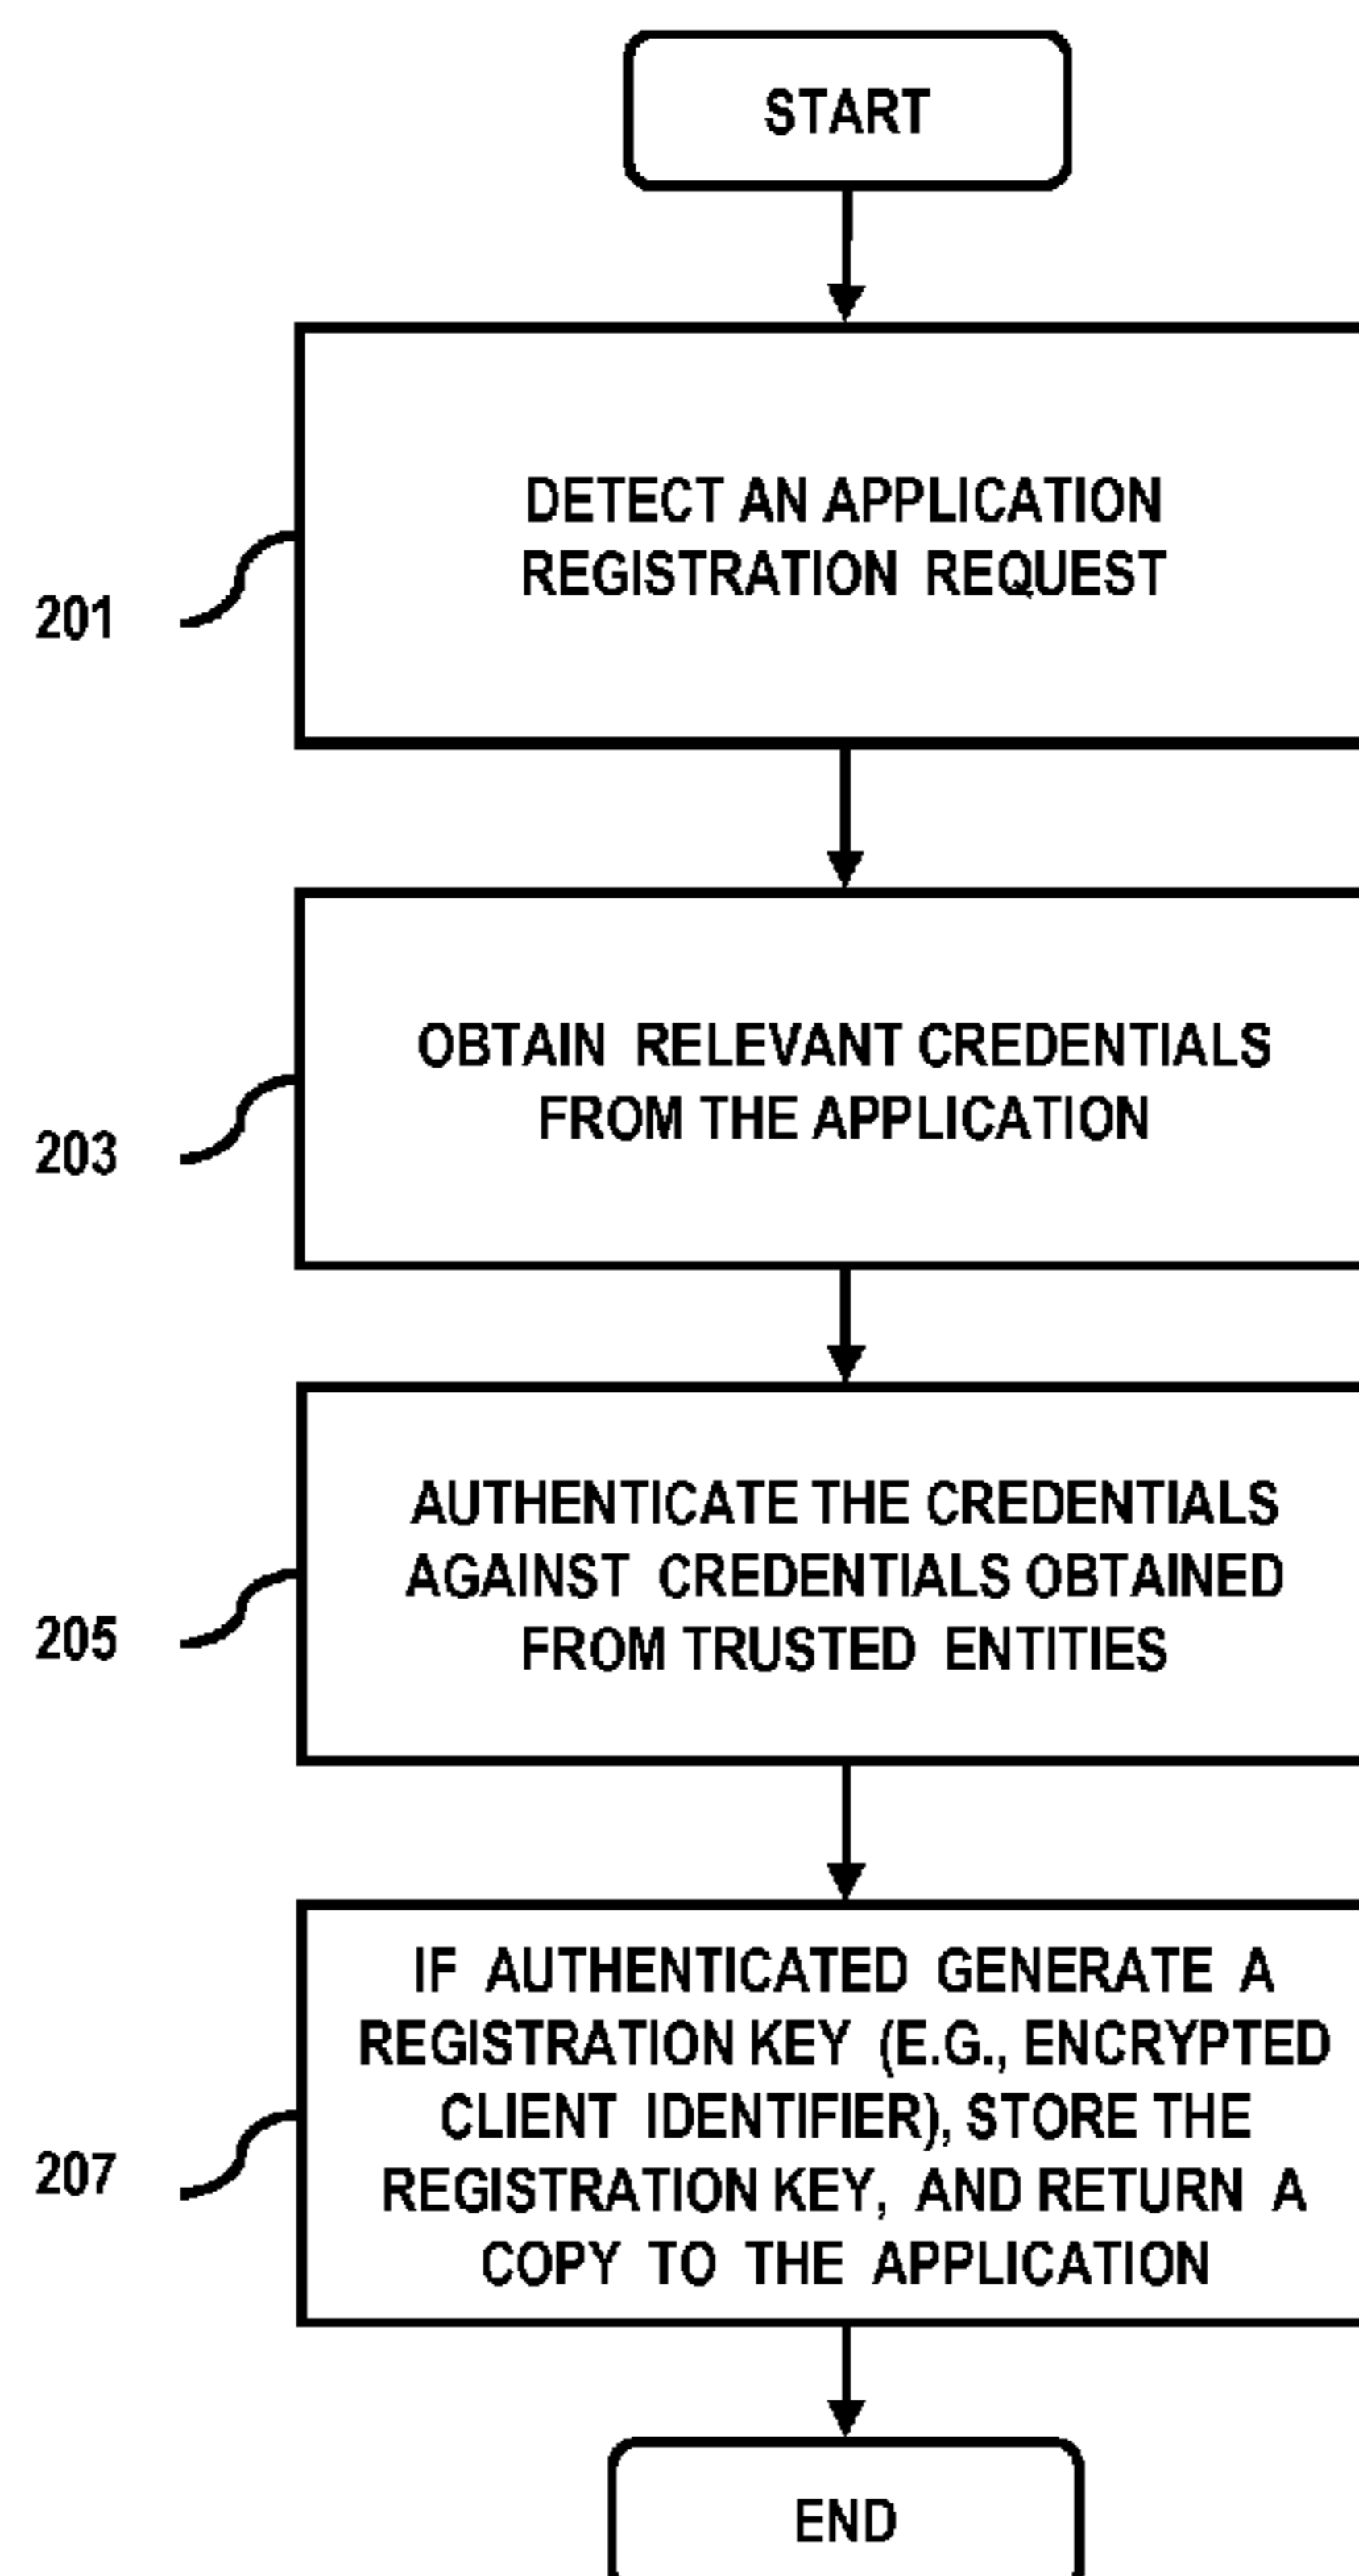 START
DETECT AN APPLICATION
REGISTRATION REQUEST
201
OBTAIN RELEVANT CREDENTIALS
FROM THE APPLICATION
203
AUTHENTICATE THE CREDENTIALS
AGAINST CREDENTIALS OBTAINED
FROM TRUSTED ENTITIES
205
IF AUTHENTICATED GENERATE A
REGISTRATION KEY (E.G., ENCRYPTED
CLIENT IDENTIFIER), STORE THE
REGISTRATION KEY, AND RETURN A
COPY TO THE APPLICATION
207
END